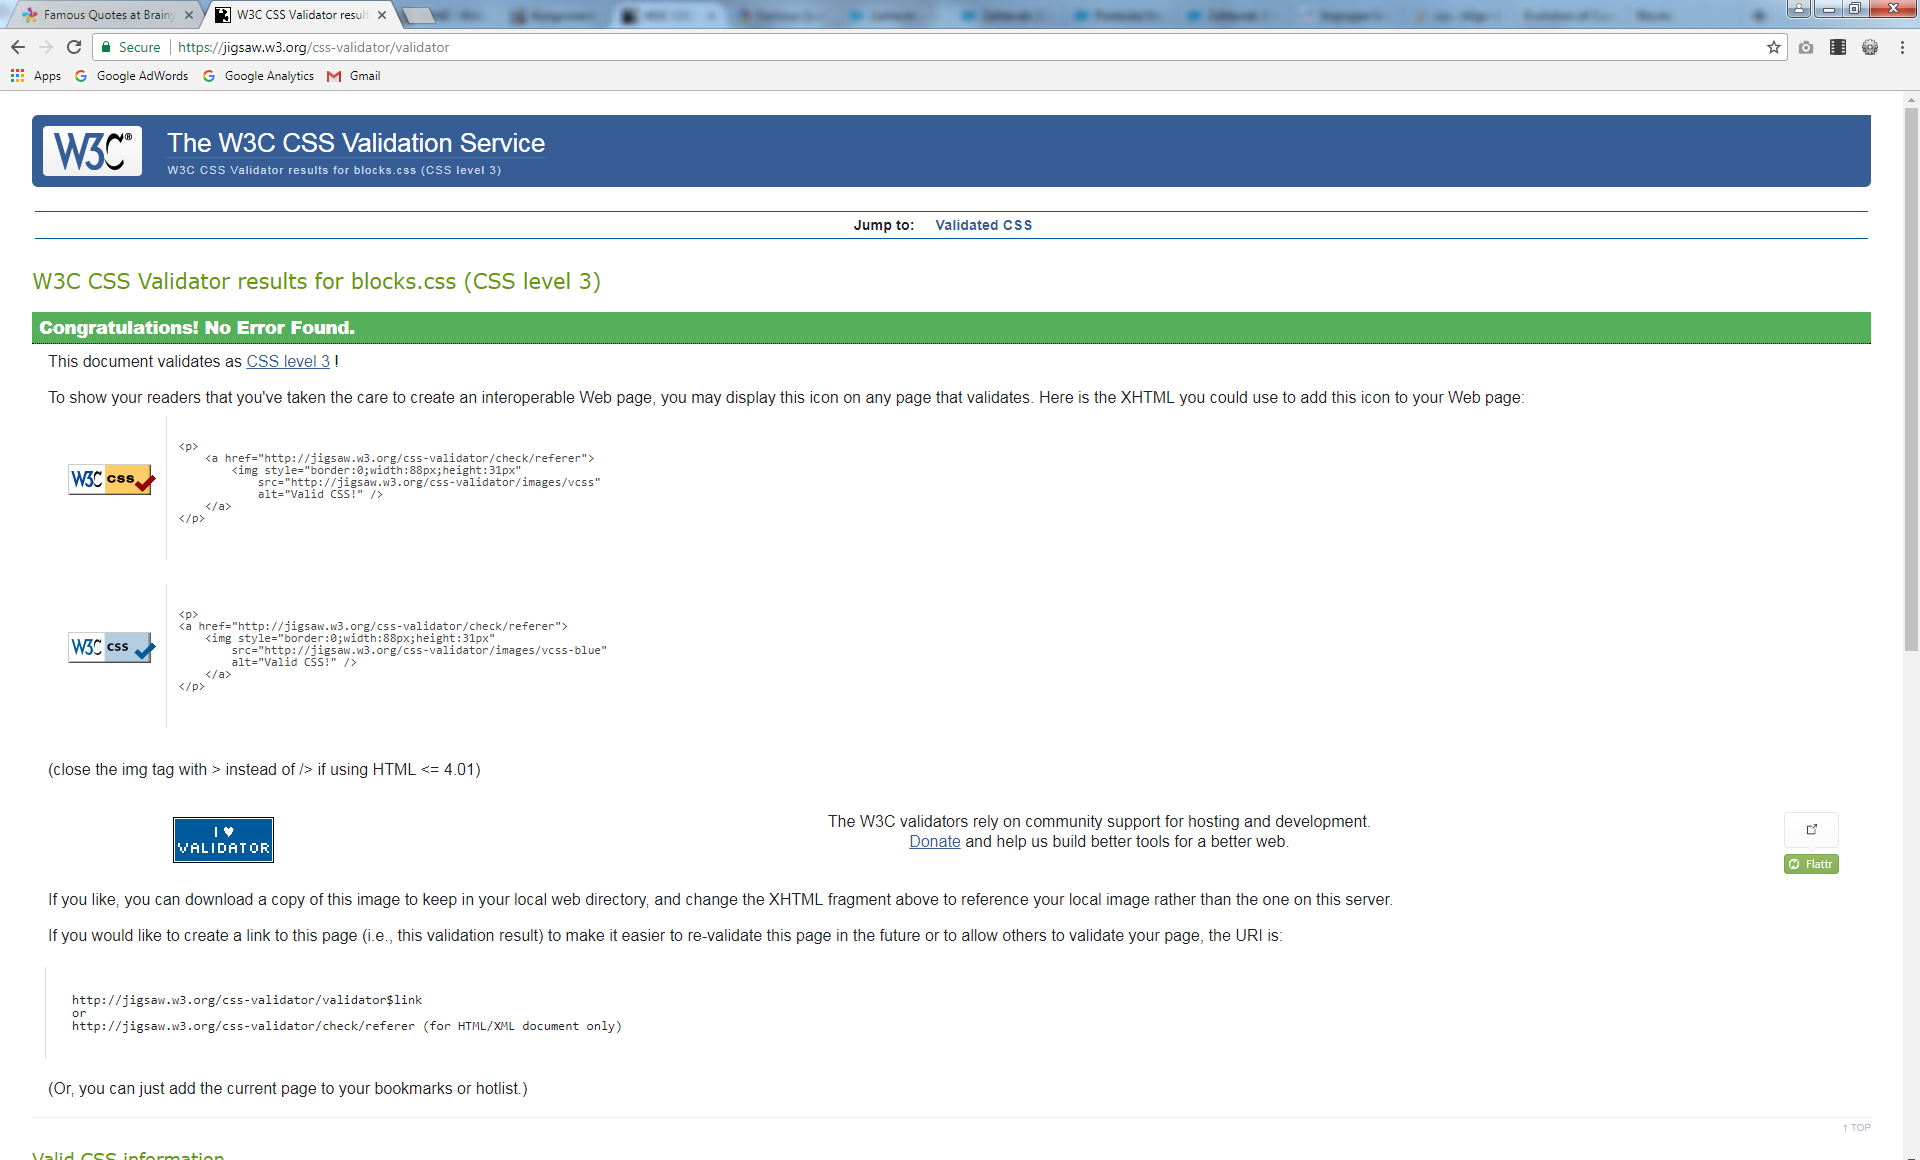 Famous Quotes at Brainy
W3C CSS Validator result
Secure
https://jigsaw.w3.org/css-validator/validator
Apps
Google AdWords
Google Analytics
Gmail
W3C®
The W3C CSS Validation Service
W3C CSS Validator results for blocks.css (CSS level 3)
Jump to: Validated CSS
W3C CSS Validator results for blocks.css (CSS level 3)
Congratulations! No Error Found.
This document validates as CSS level 3 !
To show your readers that you've taken the care to create an interoperable Web page, you may display this icon on any page that validates. Here is the XHTML you could use to add this icon to your Web page:
W3C css
<p>
<a href="http://jigsaw.w3.org/css-validator/check/referer">
<img style="border:0;width:88px;height:31px"
src="http://jigsaw.w3.org/css-validator/images/vcss"
alt="Valid CSS!" />
</a>
</p>
W3C css
<p>
<a href="http://jigsaw.w3.org/css-validator/check/referer">
<img style="border:0;width:88px;height:31px"
src="http://jigsaw.w3.org/css-validator/images/vcss-blue"
alt="Valid CSS!" />
</a>
</p>
(close the img tag with > instead of /> if using HTML <= 4.01)
I ♥
VALIDATOR
The W3C validators rely on community support for hosting and development.
Donate and help us build better tools for a better web.
Flattr
If you like, you can download a copy of this image to keep in your local web directory, and change the XHTML fragment above to reference your local image rather than the one on this server.
If you would like to create a link to this page (i.e., this validation result) to make it easier to re-validate this page in the future or to allow others to validate your page, the URI is:
http://jigsaw.w3.org/css-validator/validator$link
or
http://jigsaw.w3.org/css-validator/check/referer (for HTML/XML document only)
(Or, you can just add the current page to your bookmarks or hotlist.)
↑ TOP
Valid CSS information